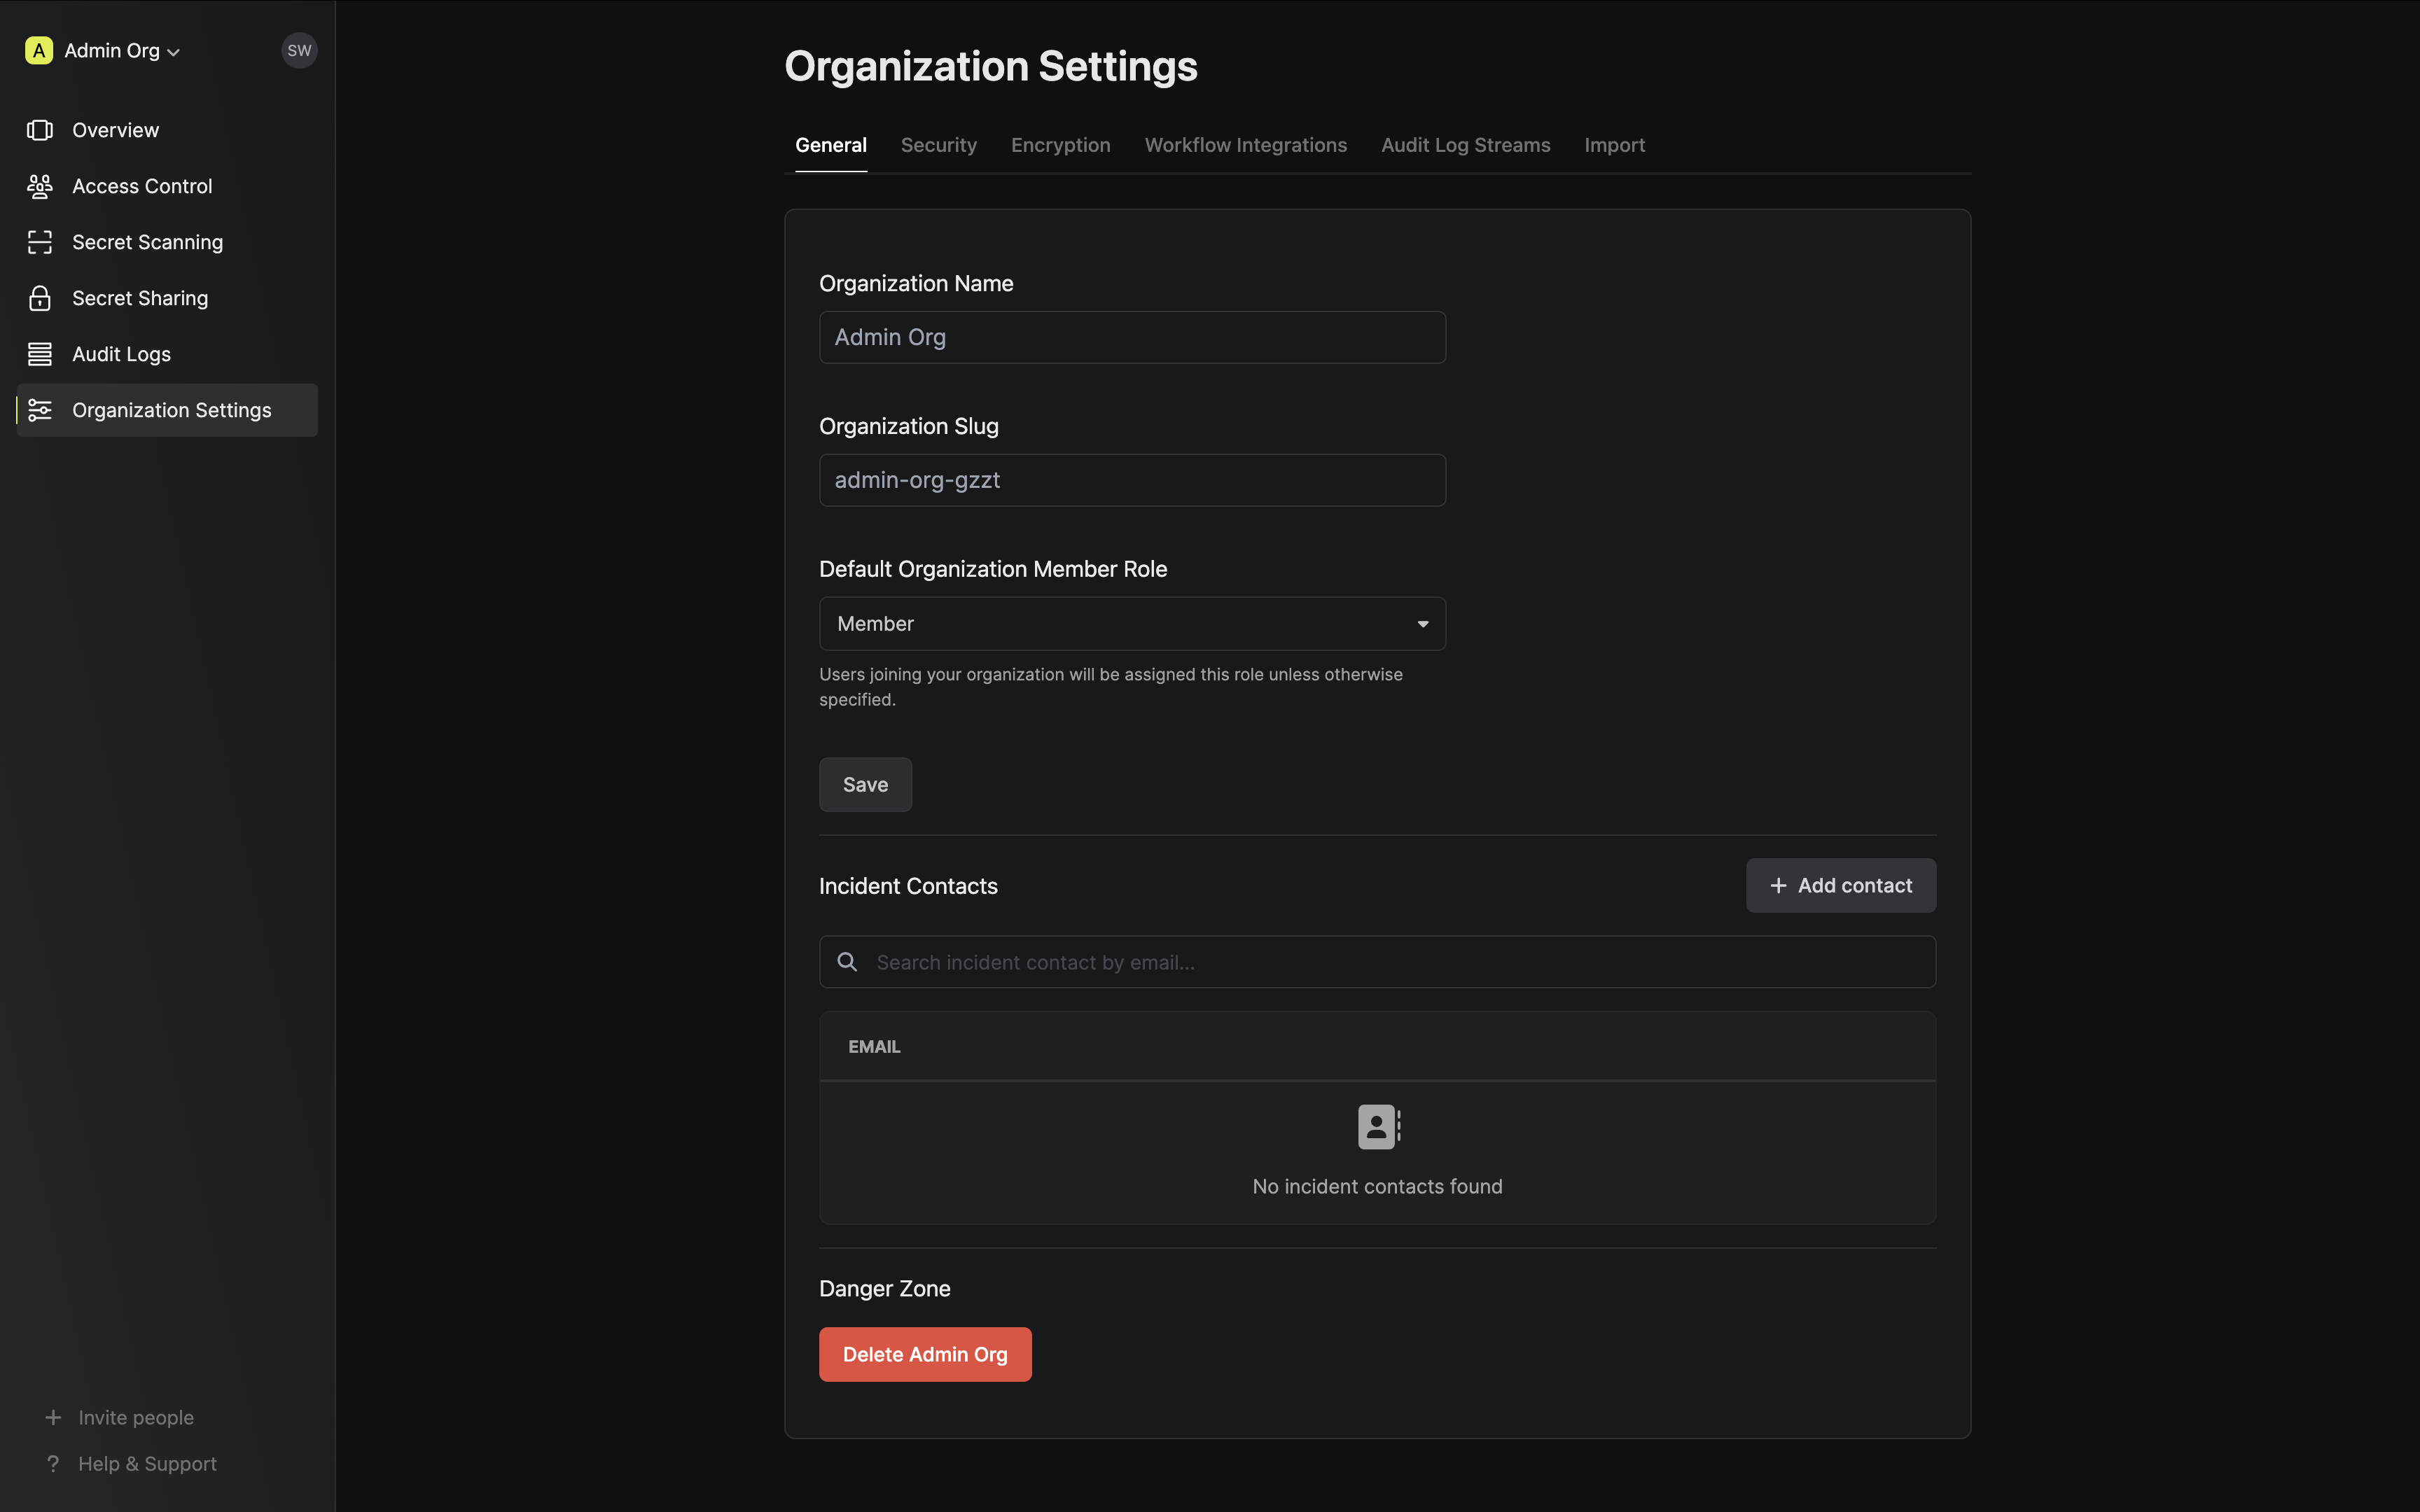 A Admin Org SW
Overview
Access Control
Secret Scanning
Secret Sharing
Audit Logs
Organization Settings
+ Invite people
? Help & Support
Organization Settings
General Security Encryption Workflow Integrations Audit Log Streams Import
Organization Name
Admin Org
Organization Slug
admin-org-gzzt
Default Organization Member Role
Member
Users joining your organization will be assigned this role unless otherwise
specified.
Save
Incident Contacts
+ Add contact
Search incident contact by email...
EMAIL
No incident contacts found
Danger Zone
Delete Admin Org